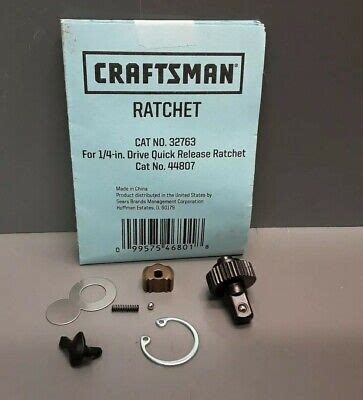 CRAFTSMAN®
RATCHET
CAT NO. 32763
For 1/4-in. Drive Quick Release Ratchet
Cat No. 44807
Made in China
Product distributed in the United States by
Sears Brands Management Corporation
Hoffman Estates, IL 60179
0 99575 46801 8